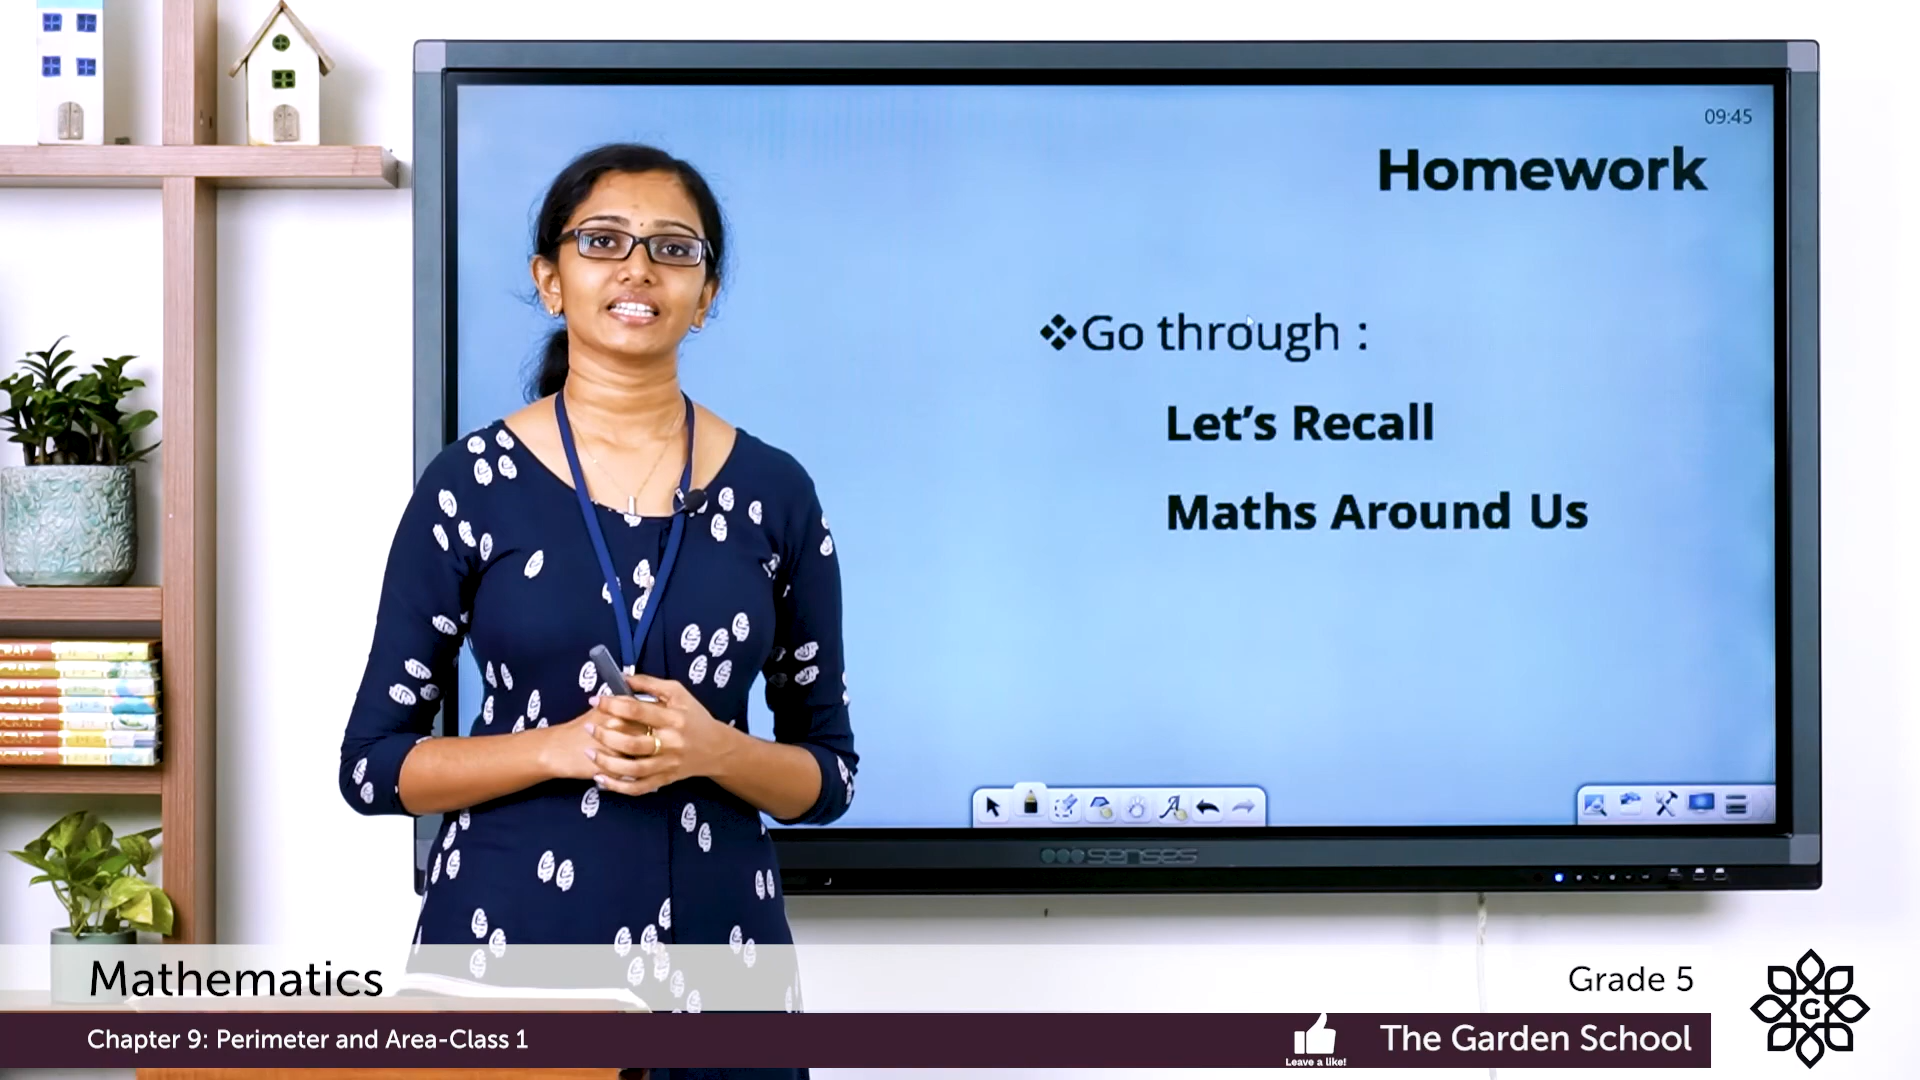 09:45
Homework
❖Go through :
Let's Recall
Maths Around Us
senses
Mathematics
Grade 5
Chapter 9: Perimeter and Area-Class 1
Leave a like!
The Garden School
G